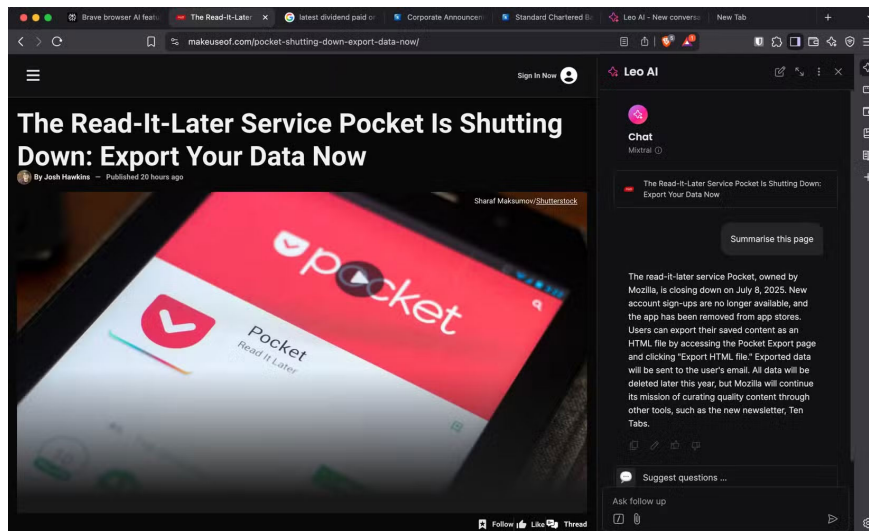 Brave browser AI featu
The Read-It-Later
latest dividend paid or
Corporate Announcen
Standard Chartered Ba
Leo AI - New conversa
New Tab
makeuseof.com/pocket-shutting-down-export-data-now/
Sign In Now
The Read-It-Later Service Pocket Is Shutting
Down: Export Your Data Now
By Josh Hawkins — Published 20 hours ago
Sharaf Maksumov/Shutterstock
pocket
Pocket
Read It Later
Follow
Like
Thread
Leo AI
Chat
Mixtral
The Read-It-Later Service Pocket Is Shutting Down:
Export Your Data Now
Summarise this page
The read-it-later service Pocket, owned by
Mozilla, is closing down on July 8, 2025. New
account sign-ups are no longer available, and
the app has been removed from app stores.
Users can export their saved content as an
HTML file by accessing the Pocket Export page
and clicking "Export HTML file." Exported data
will be sent to the user's email. All data will be
deleted later this year, but Mozilla will continue
its mission of curating quality content through
other tools, such as the new newsletter, Ten
Tabs.
Suggest questions ...
Ask follow up